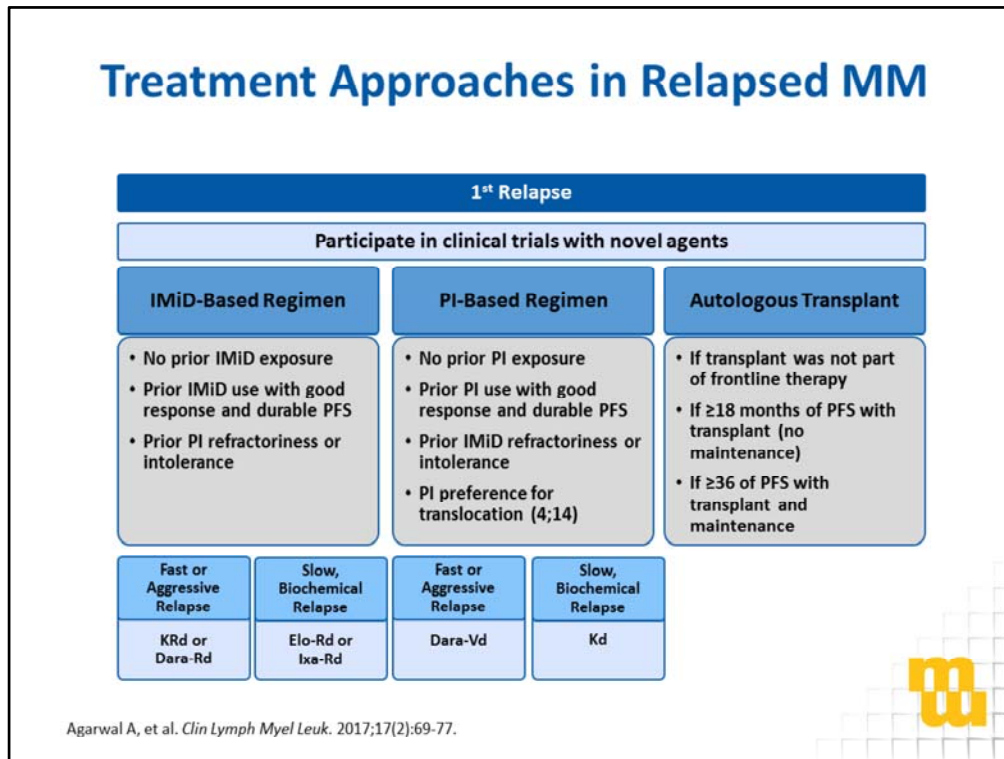 Treatment Approaches in Relapsed MM
1st Relapse
Participate in clinical trials with novel agents
IMiD-Based Regimen
• No prior IMiD exposure
• Prior IMiD use with good
response and durable PFS
• Prior PI refractoriness or
intolerance
PI-Based Regimen
• No prior PI exposure
• Prior PI use with good
response and durable PFS
• Prior IMiD refractoriness or
intolerance
• PI preference for
translocation (4;14)
Autologous Transplant
• If transplant was not part
of frontline therapy
• If ≥18 months of PFS with
transplant (no
maintenance)
• If ≥36 of PFS with
transplant and
maintenance
Fast or
Aggressive
Relapse
KRd or
Dara-Rd
Slow,
Biochemical
Relapse
Elo-Rd or
Ixa-Rd
Fast or
Aggressive
Relapse
Dara-Vd
Slow,
Biochemical
Relapse
Kd
Agarwal A, et al. Clin Lymph Myel Leuk. 2017;17(2):69-77.